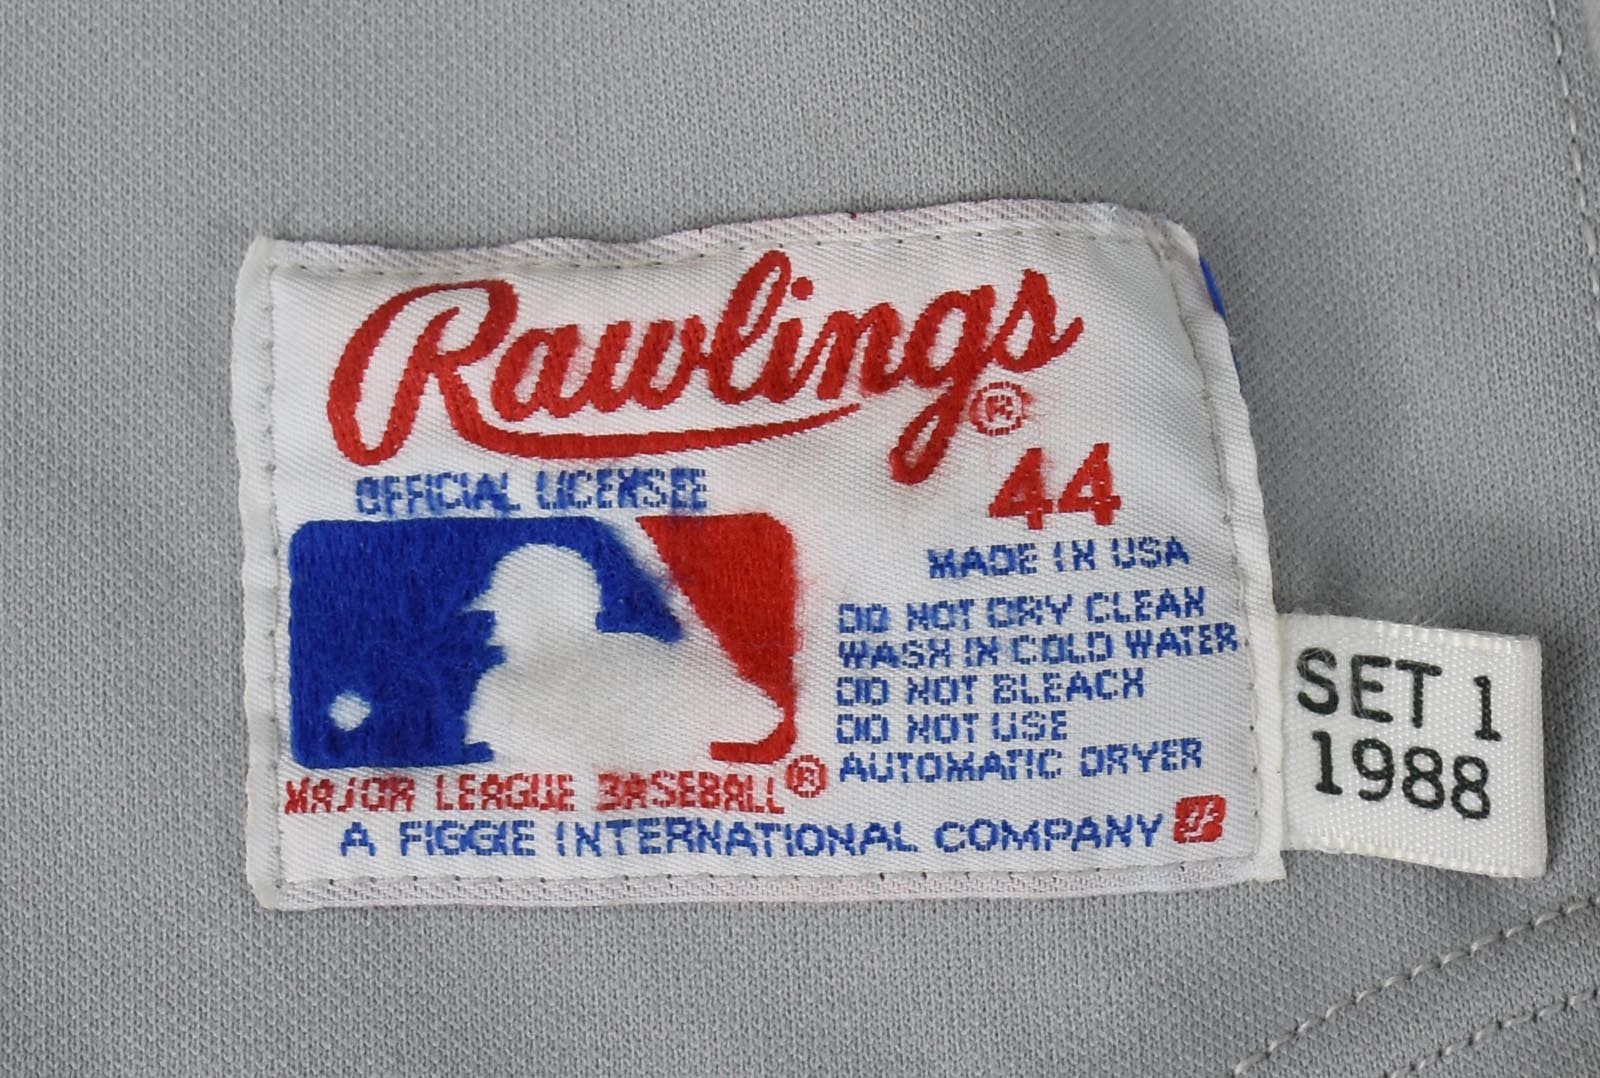 Rawlings®
44
OFFICIAL LICENSEE
MAJOR LEAGUE BASEBALL®
MADE IN USA
DO NOT DRY CLEAN
WASH IN COLD WATER.
DO NOT BLEACH
DO NOT USE
AUTOMATIC DRYER
A FIGGIE INTERNATIONAL COMPANY
SET 1
1988